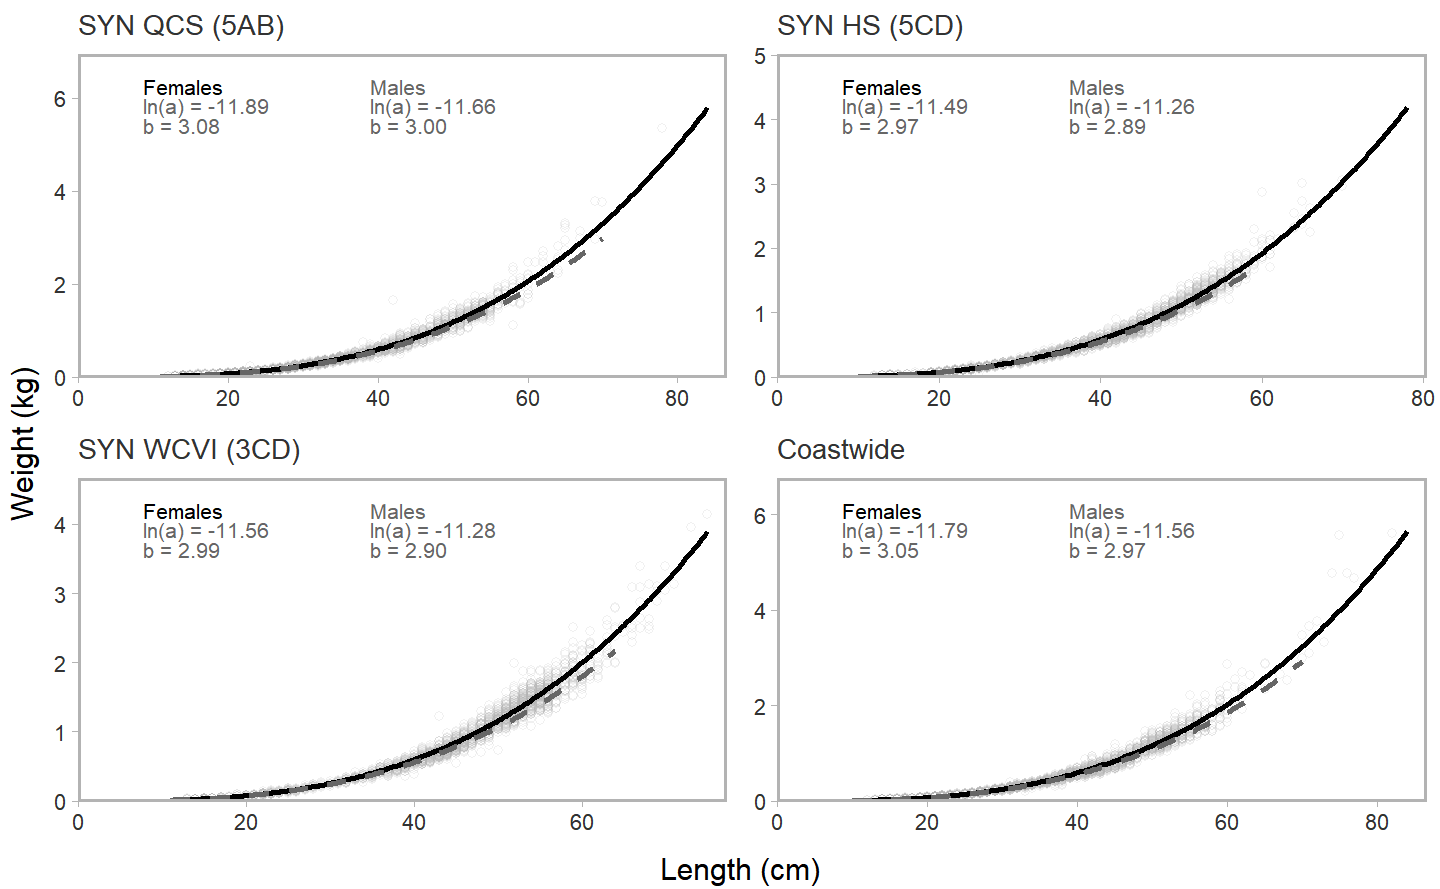 SYN QCS (5AB)
Females
ln(a) = -11.89
b = 3.08
Males
ln(a) = -11.66
b = 3.00
6
4
2
0
0 20 40 60 80
SYN HS (5CD)
Females
ln(a) = -11.49
b = 2.97
Males
ln(a) = -11.26
b = 2.89
5
4
3
2
1
0
0 20 40 60 80
Weight (kg)
SYN WCVI (3CD)
Females
ln(a) = -11.56
b = 2.99
Males
ln(a) = -11.28
b = 2.90
4
3
2
1
0
0 20 40 60
Coastwide
Females
ln(a) = -11.79
b = 3.05
Males
ln(a) = -11.56
b = 2.97
6
4
2
0
0 20 40 60 80
Length (cm)